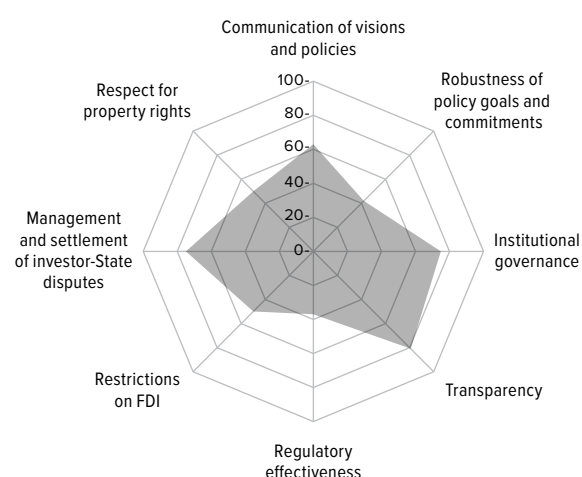 Communication of visions
and policies
Robustness of
policy goals and
commitments
Respect for
property rights
100-
80-
60-
40-
20-
0-
Management
and settlement
of investor-State
disputes
Institutional
governance
Restrictions
on FDI
Transparency
Regulatory
effectiveness